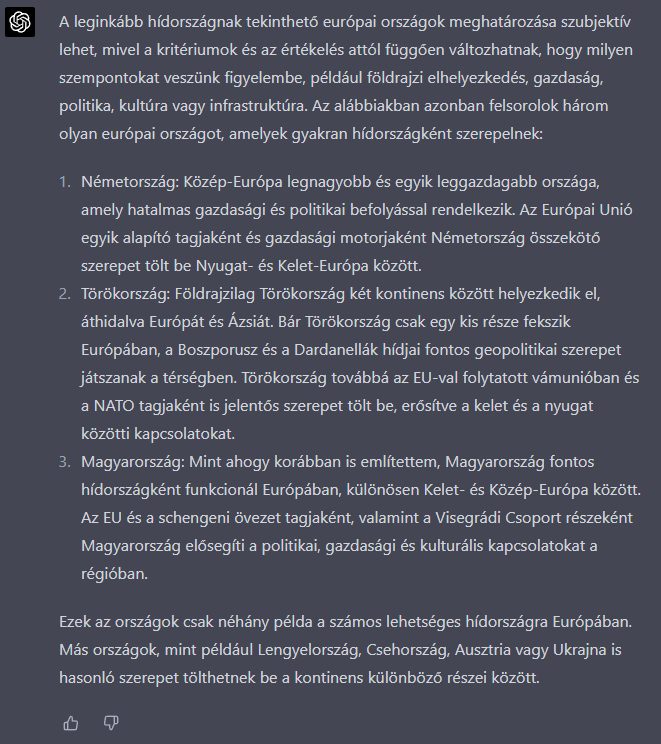 A leginkább hídországnak tekinthető európai országok meghatározása szubjektív
lehet, mivel a kritériumok és az értékelés attól függően változhatnak, hogy milyen
szempontokat veszünk figyelembe, például földrajzi elhelyezkedés, gazdaság,
politika, kultúra vagy infrastruktúra. Az alábbiakban azonban felsorolok három
olyan európai országot, amelyek gyakran hídországként szerepelnek:
1. Németország: Közép-Európa legnagyobb és egyik leggazdagabb országa,
amely hatalmas gazdasági és politikai befolyással rendelkezik. Az Európai Unió
egyik alapító tagjaként és gazdasági motorjaként Németország összekötő
szerepet tölt be Nyugat- és Kelet-Európa között.
2. Törökország: Földrajzilag Törökország két kontinens között helyezkedik el,
áthidalva Európát és Ázsiát. Bár Törökország csak egy kis része fekszik
Európában, a Boszporusz és a Dardanellák hídjai fontos geopolitikai szerepet
játszanak a térségben. Törökország továbbá az EU-val folytatott vámunióban és
a NATO tagjaként is jelentős szerepet tölt be, erősítve a kelet és a nyugat
közötti kapcsolatokat.
3. Magyarország: Mint ahogy korábban is említettem, Magyarország fontos
hídországként funkcionál Európában, különösen Kelet- és Közép-Európa között.
Az EU és a schengeni övezet tagjaként, valamint a Visegrádi Csoport részeként
Magyarország elősegíti a politikai, gazdasági és kulturális kapcsolatokat a
régióban.
Ezek az országok csak néhány példa a számos lehetséges hídországra Európában.
Más országok, mint például Lengyelország, Csehország, Ausztria vagy Ukrajna is
hasonló szerepet tölthetnek be a kontinens különböző részei között.